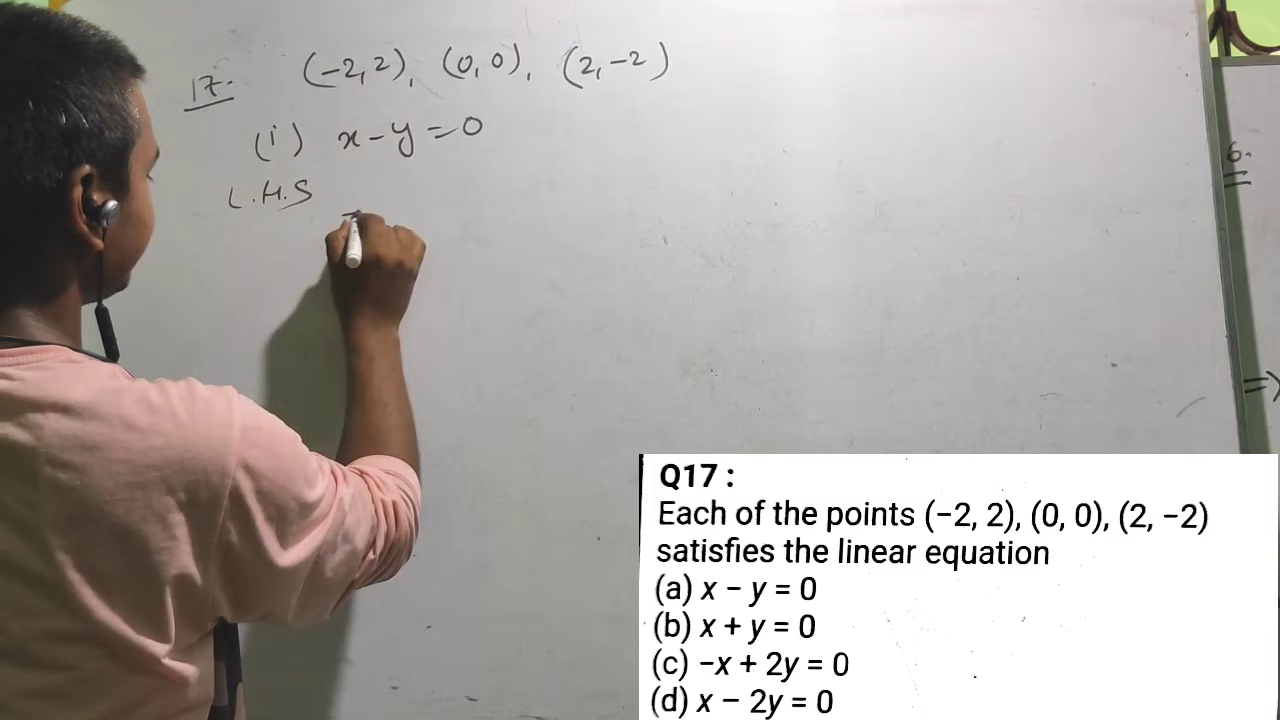 17. (-2, 2), (0, 0), (2, -2)
(i) x - y = 0
L.H.S
6.
=>
Q17 :
Each of the points (−2, 2), (0, 0), (2, −2)
satisfies the linear equation
(a) x − y = 0
(b) x + y = 0
(c) −x + 2y = 0
(d) x − 2y = 0